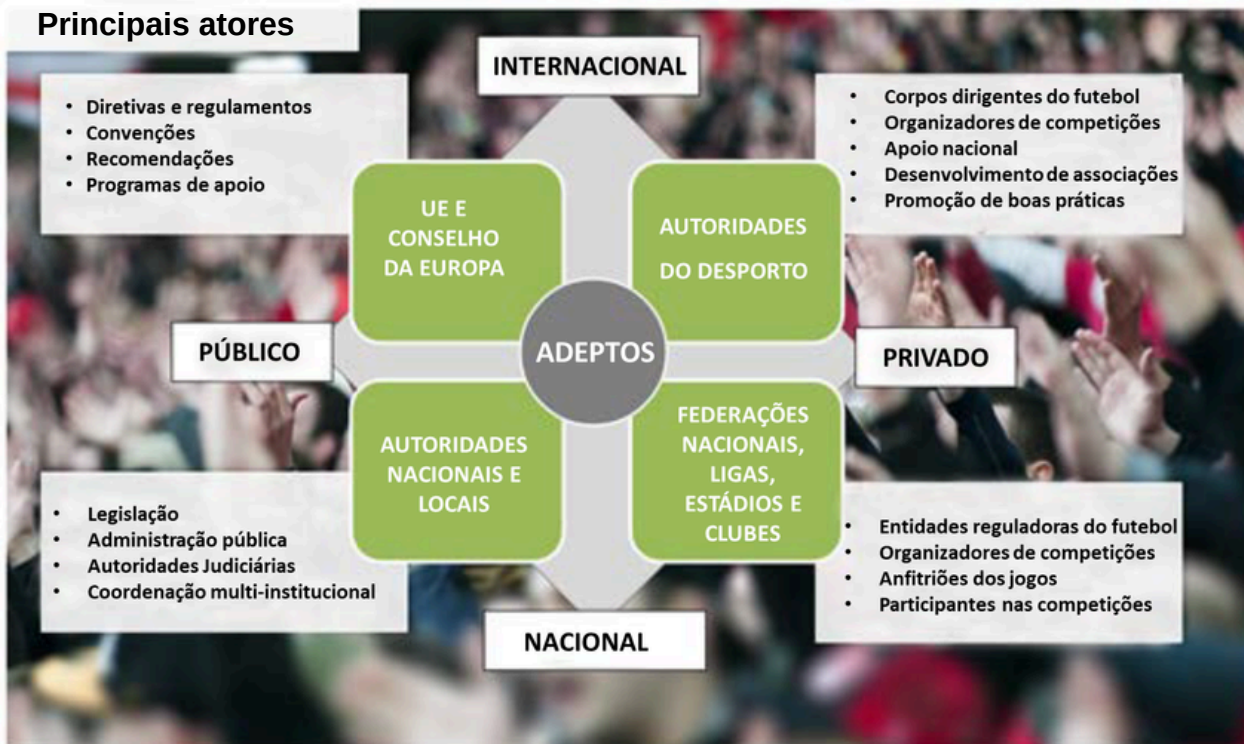 Principais atores
INTERNACIONAL
• Diretivas e regulamentos
• Convenções
• Recomendações
• Programas de apoio
• Corpos dirigentes do futebol
• Organizadores de competições
• Apoio nacional
• Desenvolvimento de associações
• Promoção de boas práticas
UE E
CONSELHO
DA EUROPA
AUTORIDADES
DO DESPORTO
PÚBLICO
ADEPTOS
PRIVADO
AUTORIDADES
NACIONAIS E
LOCAIS
FEDERAÇÕES
NACIONAIS,
LIGAS,
ESTÁDIOS E
CLUBES
• Legislação
• Administração pública
• Autoridades Judiciárias
• Coordenação multi-institucional
• Entidades reguladoras do futebol
• Organizadores de competições
• Anfitriões dos jogos
• Participantes nas competições
NACIONAL